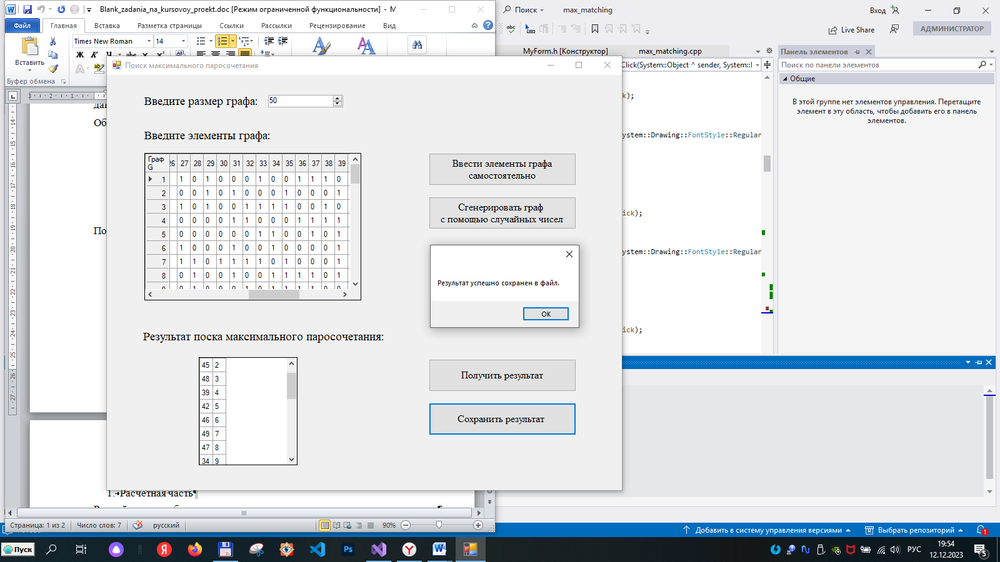 Blank_zadania_na_kursovoy_proekt.doc [Режим ограниченной функциональности] - M
Файл Главная Вставка Разметка страницы Ссылки Рассылки Рецензирование Вид
Times New Roman 14
Вставить
Ж К Ч abc
Буфер обмена
Поиск max_matching Вход
Live Share АДМИНИСТРАТОР
MyForm.h [Конструктор] max_matching.cpp
Click(System::Object ^ sender, System::
k);
ystem::Drawing::FontStyle::Regular
ick);
ystem::Drawing::FontStyle::Regular
ick);
Панель элементов
Поиск по панели элементов
Общие
В этой группе нет элементов управления. Перетащите
элемент в эту область, чтобы добавить его в панель
элементов.
Об
По
Поиск максимального паросочетания
Введите размер графа: 50
Введите элементы графа:
Граф G 26 27 28 29 30 31 32 33 34 35 36 37 38 39
1 1 0 1 0 0 0 1 0 0 1 1 1 0
2 0 0 1 0 1 0 0 0 1 0 0 0 1
3 1 0 1 0 0 1 1 1 1 0 0 1 0
4 0 0 0 0 1 1 0 0 0 1 1 1 1
5 0 0 0 0 0 0 1 1 0 0 1 0 1
6 1 0 0 0 1 0 0 1 0 0 0 0 1
7 1 1 0 1 1 1 1 0 1 0 0 0 1
8 0 1 0 0 1 0 0 1 1 1 1 0 1
Ввести элементы графа
самостоятельно
Сгенерировать граф
с помощью случайных чисел
Результат успешно сохранен в файл.
OK
Результат поска максимального паросочетания:
45 2
48 3
39 4
42 5
46 6
49 7
47 8
34 9
Получить результат
Сохранить результат
1. Расчетная часть¶
Страница: 1 из 2 Число слов: 7 русский 90%
Добавить в систему управления версиями Выбрать репозиторий 1
Пуск
РУС
19:54
12.12.2023
5